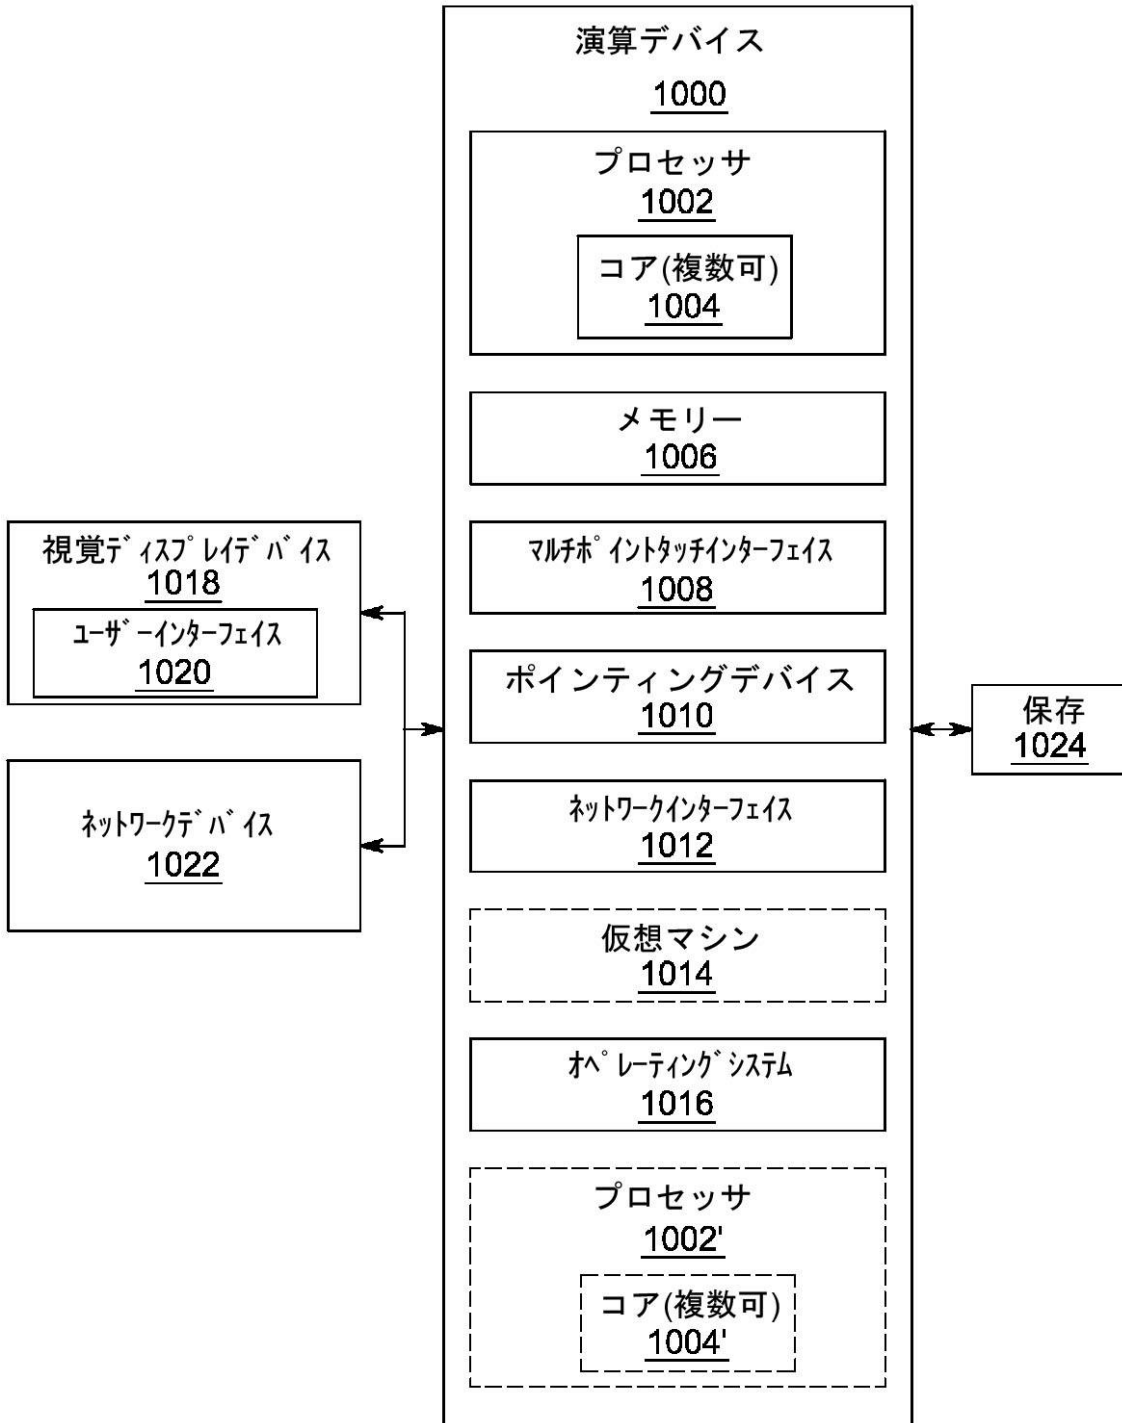 演算デバイス
1000
プロセッサ
1002
コア(複数可)
1004
メモリー
1006
マルチポイントタッチインターフェイス
1008
ポインティングデバイス
1010
ネットワークインターフェイス
1012
仮想マシン
1014
オペレーティングシステム
1016
プロセッサ
1002'
コア(複数可)
1004'
視覚ディスプレイデバイス
1018
ユーザーインターフェイス
1020
ネットワークデバイス
1022
保存
1024